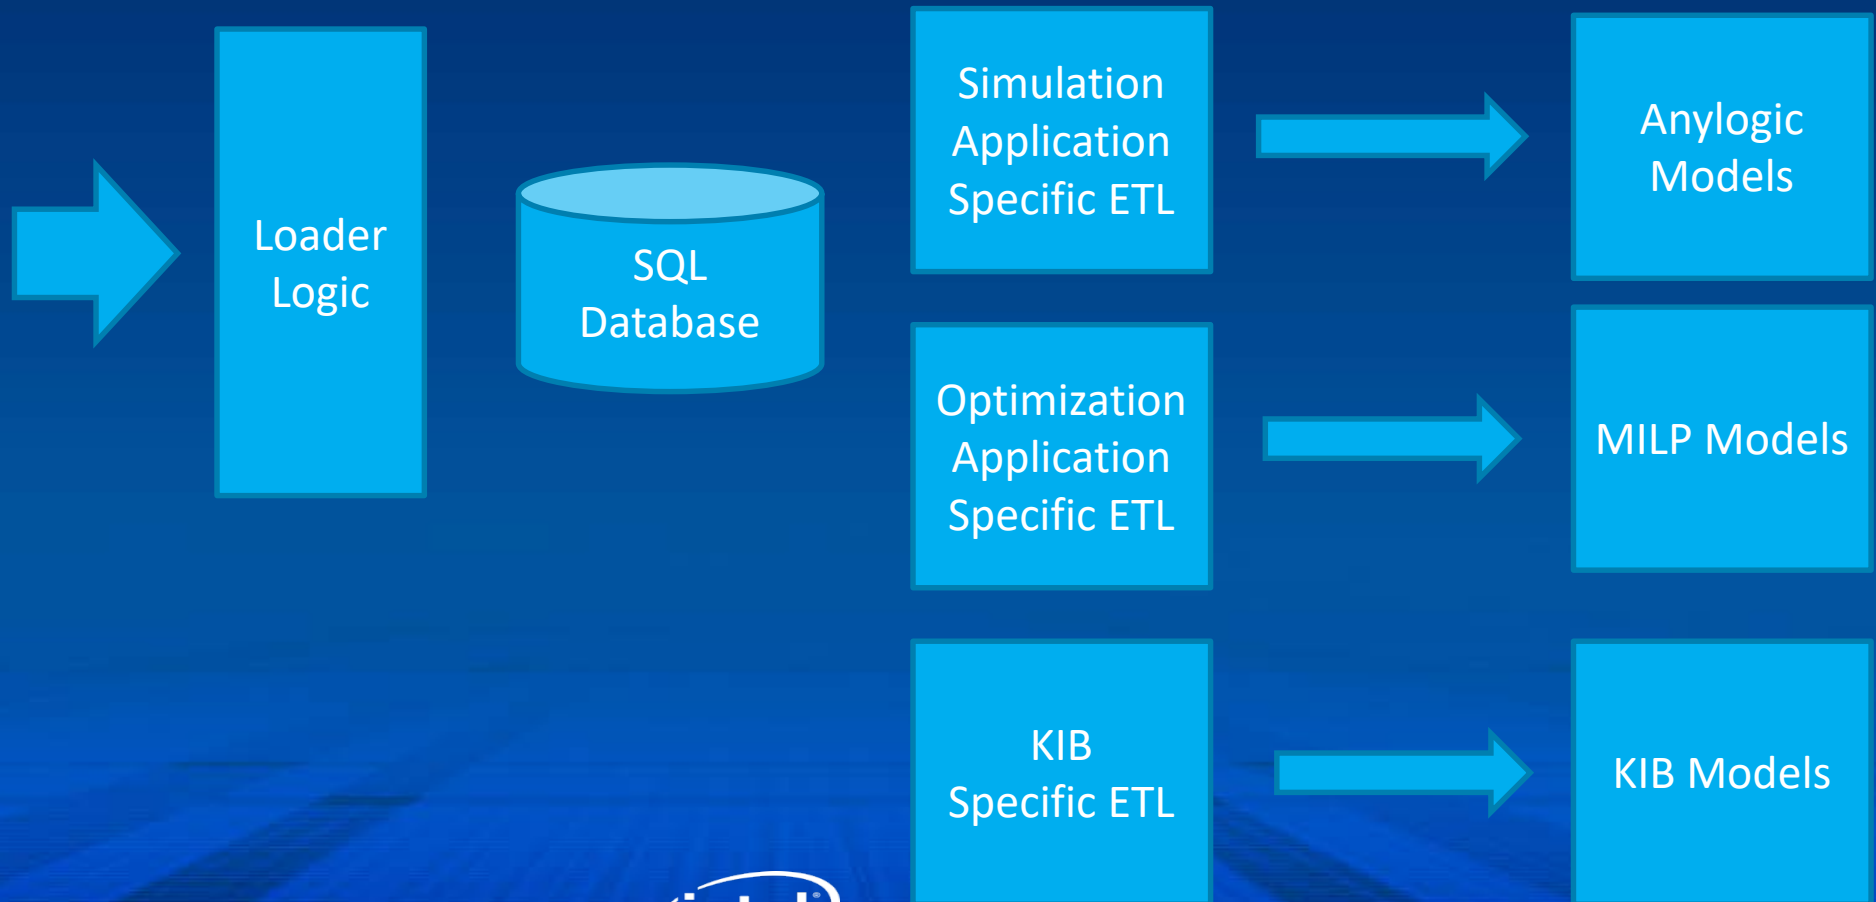 Loader
Logic
SQL
Database
Simulation
Application
Specific ETL
Anylogic
Models
Optimization
Application
Specific ETL
MILP Models
KIB
Specific ETL
KIB Models